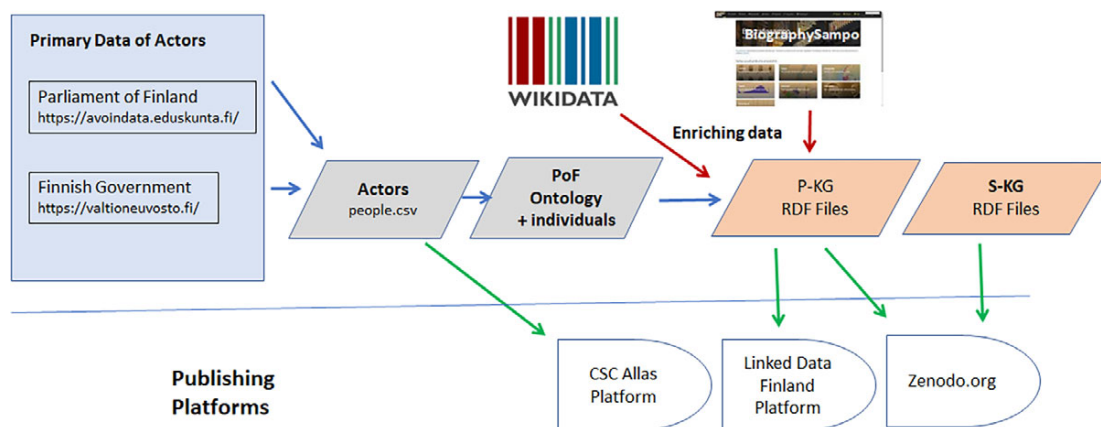 Primary Data of Actors
Parliament of Finland
https://avoindata.eduskunta.fi/
Finnish Government
https://valtioneuvosto.fi/
WIKIDATA
BiographySampo
Enriching data
Actors
people.csv
PoF
Ontology
+ individuals
P-KG
RDF Files
S-KG
RDF Files
Publishing
Platforms
CSC Allas
Platform
Linked Data
Finland
Platform
Zenodo.org